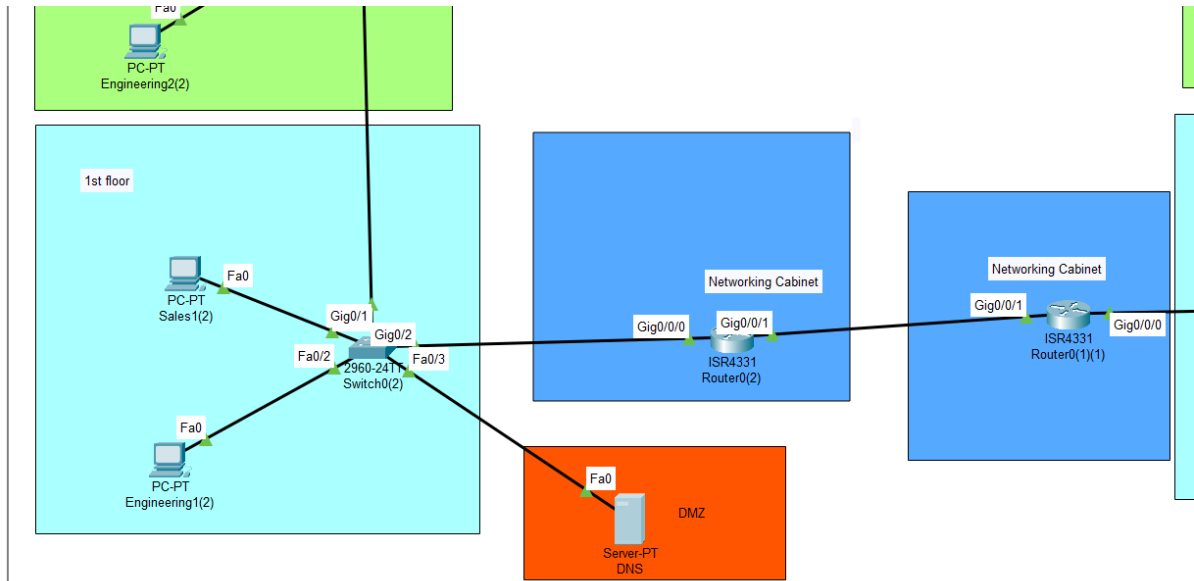 Fa0
PC-PT
Engineering2(2)
1st floor
Fa0
PC-PT
Sales1(2)
Gig0/1
Gig0/2
Fa0/2
Fa0/3
2960-24TT
Switch0(2)
Fa0
PC-PT
Engineering1(2)
Networking Cabinet
Gig0/0/0
Gig0/0/1
ISR4331
Router0(2)
Networking Cabinet
Gig0/0/1
Gig0/0/0
ISR4331
Router0(1)(1)
Fa0
DMZ
Server-PT
DNS